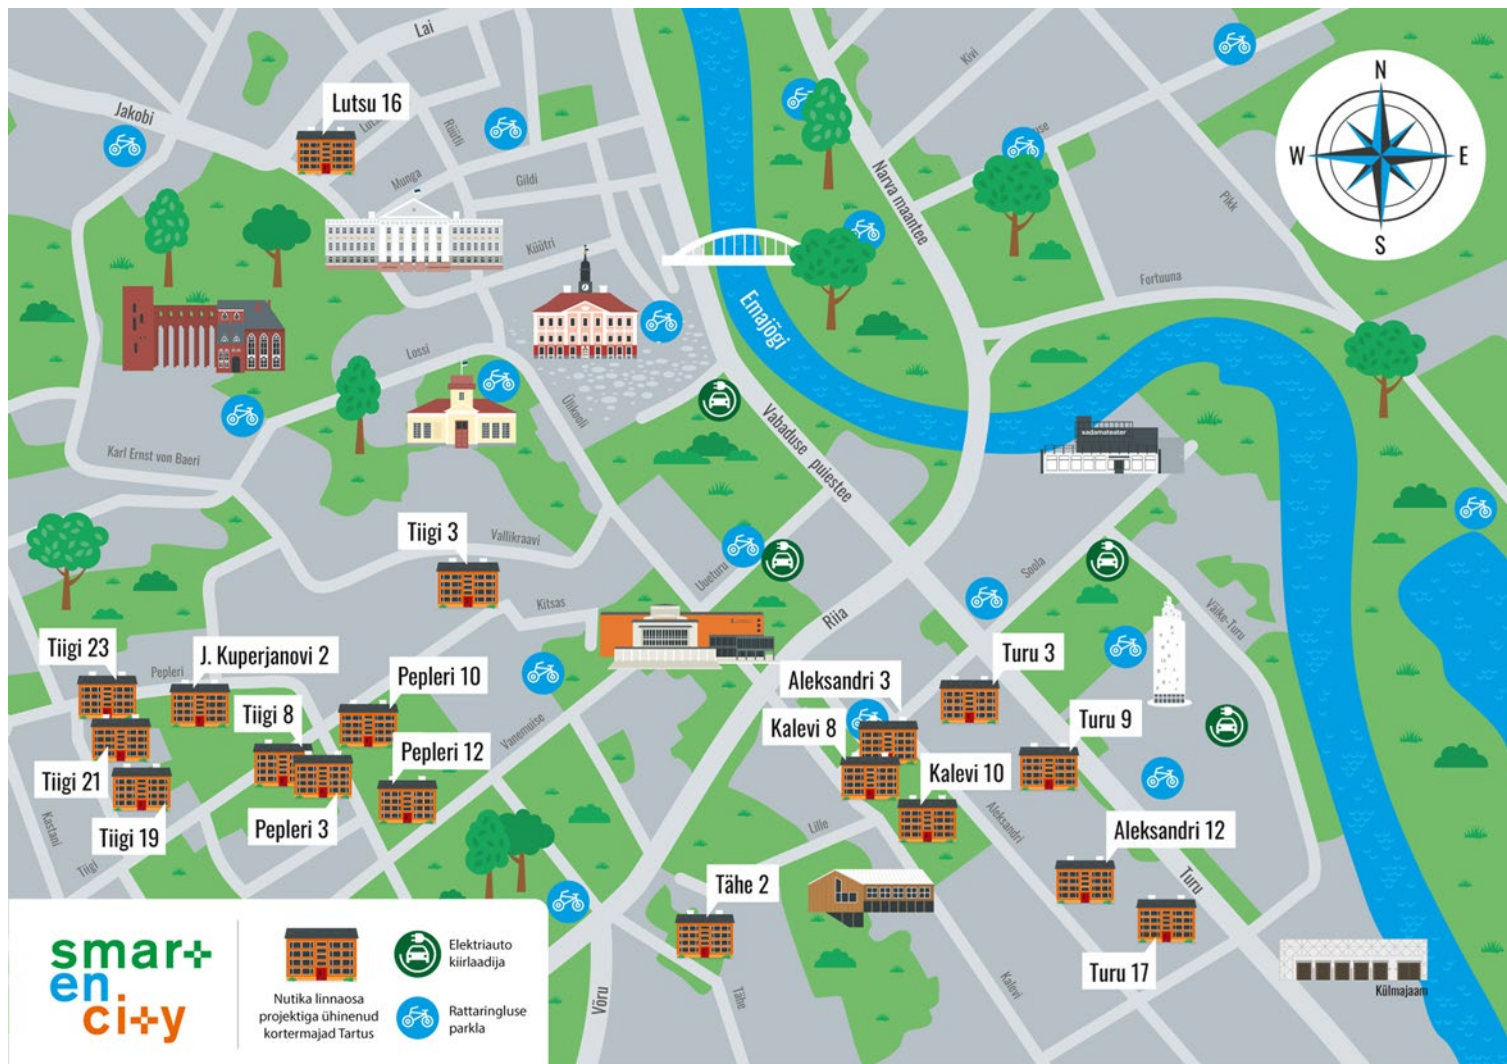 Lai
Kivi
Jakobi
Lutsu 16
Rüütli
Munga
Gildi
Narva maantee
Pikk
N
W
E
S
Küütri
Fortuuna
Emajõgi
Lossi
Ülikooli
Vabaduse puiestee
sadamateater
Karl Ernst von Baeri
Tiigi 3
Vallikraavi
Uueturu
Soola
Kitsas
Riia
Väike-Turu
Tiigi 23
J. Kuperjanovi 2
Pepleri
Tiigi 8
Pepleri 10
Aleksandri 3
Turu 3
Vanemuise
Kalevi 8
Turu 9
Pepleri 12
Tiigi 21
Kalevi 10
Kastani
Tiigi 19
Pepleri 3
Tiigi
Lille
Aleksandri
Aleksandri 12
Turu
Tähe 2
Turu 17
Külmajaam
Kalevi
Tähe
Võru
smart
en
city
Nutika linnaosa
projektiga ühinenud
kortermajad Tartus
Elektriauto
kiirlaadija
Rattaringluse
parkla